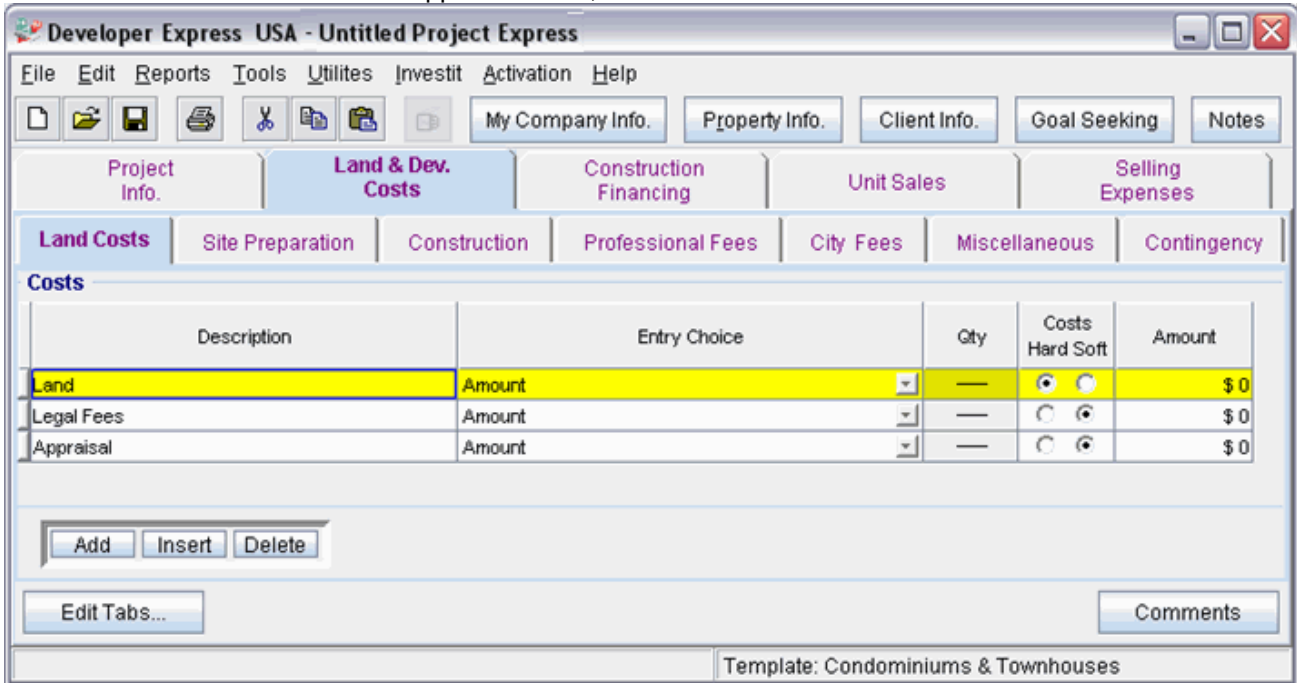 Developer Express USA - Untitled Project Express
File Edit Reports Tools Utilites Investit Activation Help
My Company Info. Property Info. Client Info. Goal Seeking Notes
Project Info. Land & Dev. Costs Construction Financing Unit Sales Selling Expenses
Land Costs Site Preparation Construction Professional Fees City Fees Miscellaneous Contingency
Costs
Description Entry Choice Qty Costs Hard Soft Amount
Land Amount — $ 0
Legal Fees Amount — $ 0
Appraisal Amount — $ 0
Add Insert Delete
Edit Tabs... Comments
Template: Condominiums & Townhouses